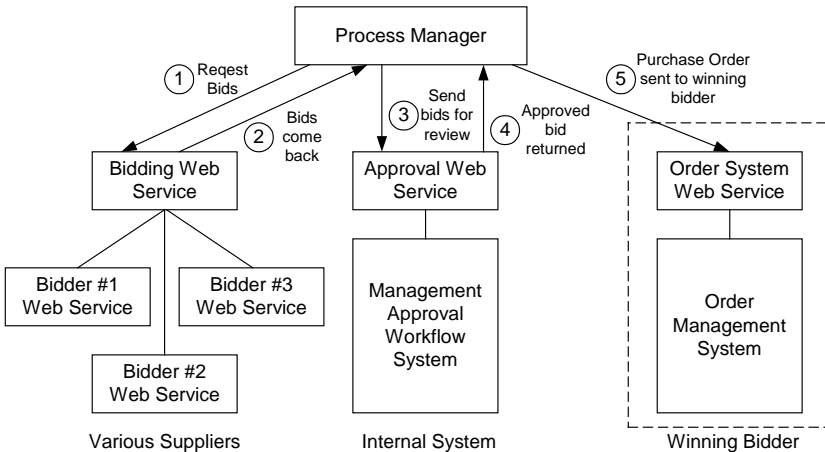 Process Manager
1
Reqest
Bids
2
Bids
come
back
3
Send
bids for
review
4
Approved
bid
returned
5
Purchase Order
sent to winning
bidder
Bidding Web
Service
Approval Web
Service
Order System
Web Service
Bidder #1
Web Service
Bidder #3
Web Service
Bidder #2
Web Service
Management
Approval
Workflow
System
Order
Management
System
Various Suppliers
Internal System
Winning Bidder